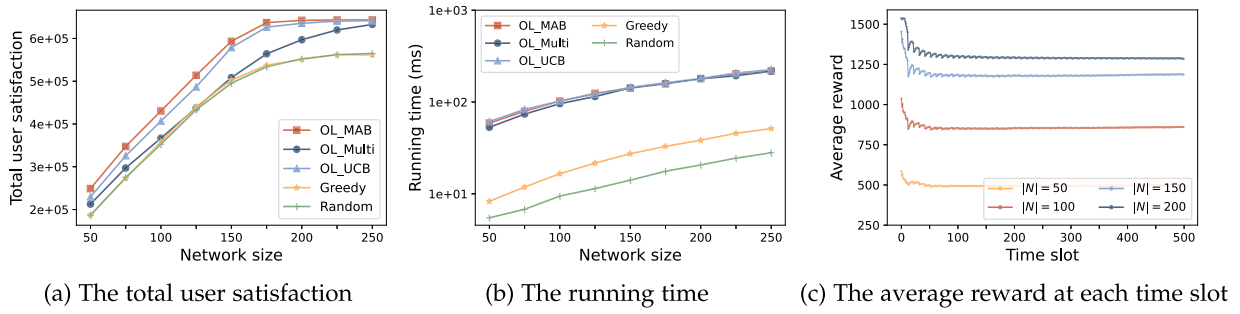 Total user satisfaction
6e+05
5e+05
4e+05
3e+05
2e+05
OL_MAB
OL_Multi
OL_UCB
Greedy
Random
50 100 150 200 250
Network size
(a) The total user satisfaction
Running time (ms)
1e+03
1e+02
1e+01
OL_MAB
OL_Multi
OL_UCB
Greedy
Random
50 100 150 200 250
Network size
(b) The running time
Average reward
1500
1250
1000
750
500
250
|N| = 50
|N| = 100
|N| = 150
|N| = 200
0 100 200 300 400 500
Time slot
(c) The average reward at each time slot